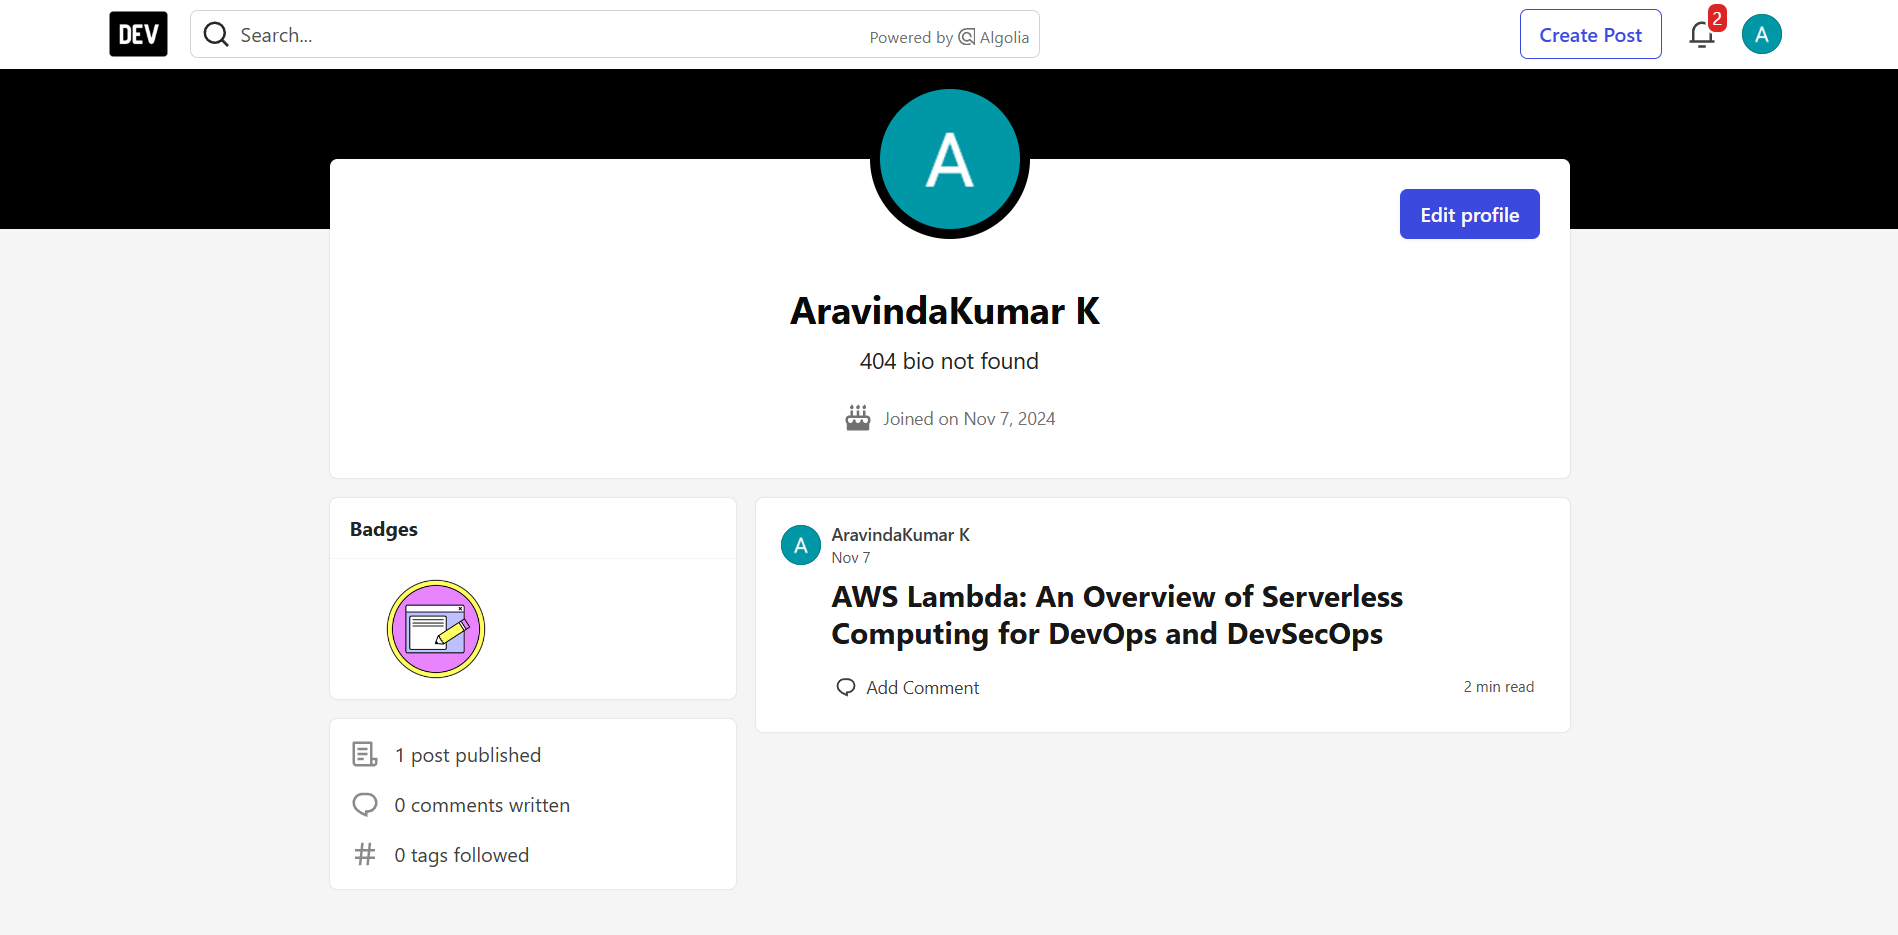 DEV
Search...
Powered by Algolia
Create Post
2
A
A
Edit profile
AravindaKumar K
404 bio not found
Joined on Nov 7, 2024
Badges
A
AravindaKumar K
Nov 7
AWS Lambda: An Overview of Serverless
Computing for DevOps and DevSecOps
Add Comment
2 min read
1 post published
0 comments written
0 tags followed